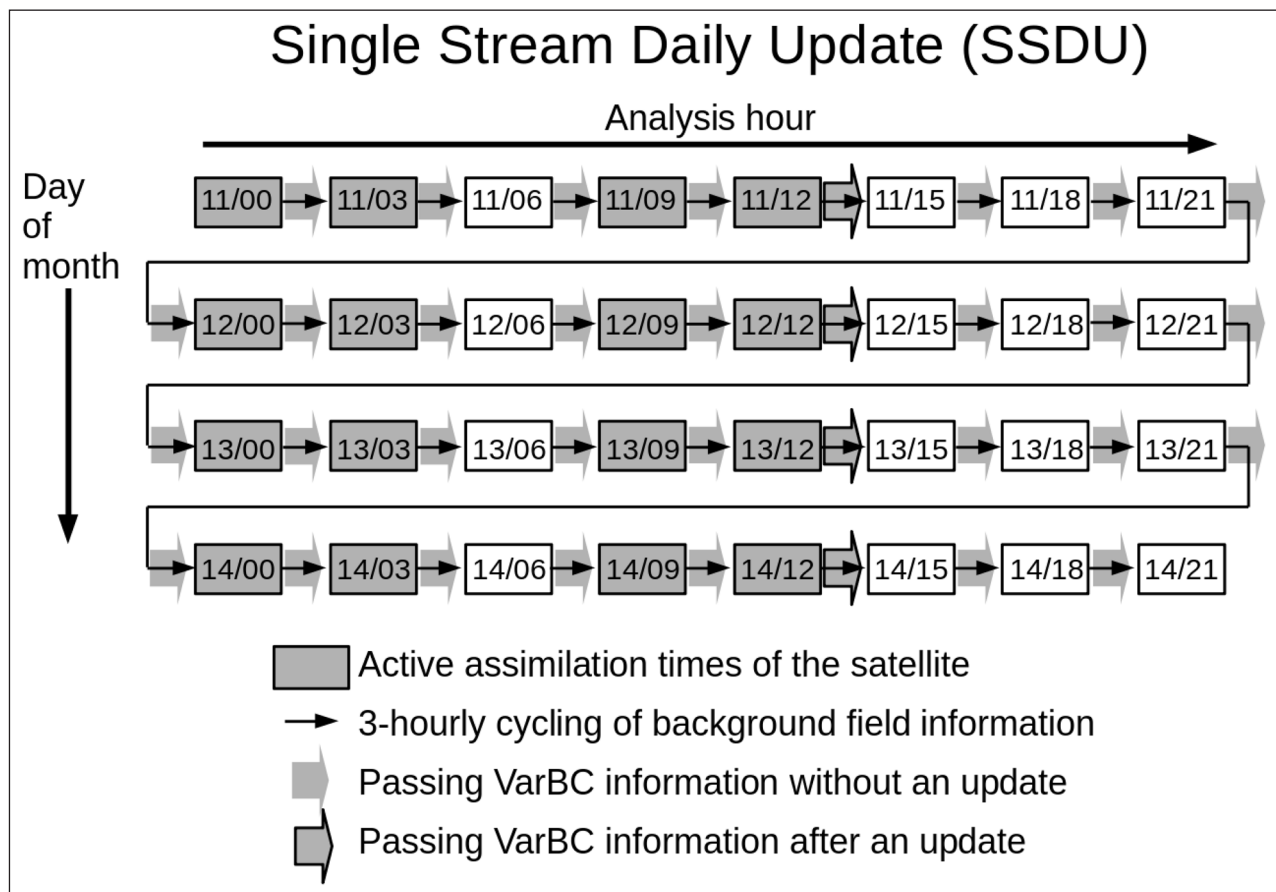 Single Stream Daily Update (SSDU)
Analysis hour
Day
of
month
11/00 11/03 11/06 11/09 11/12 11/15 11/18 11/21
12/00 12/03 12/06 12/09 12/12 12/15 12/18 12/21
13/00 13/03 13/06 13/09 13/12 13/15 13/18 13/21
14/00 14/03 14/06 14/09 14/12 14/15 14/18 14/21
Active assimilation times of the satellite
3-hourly cycling of background field information
Passing VarBC information without an update
Passing VarBC information after an update